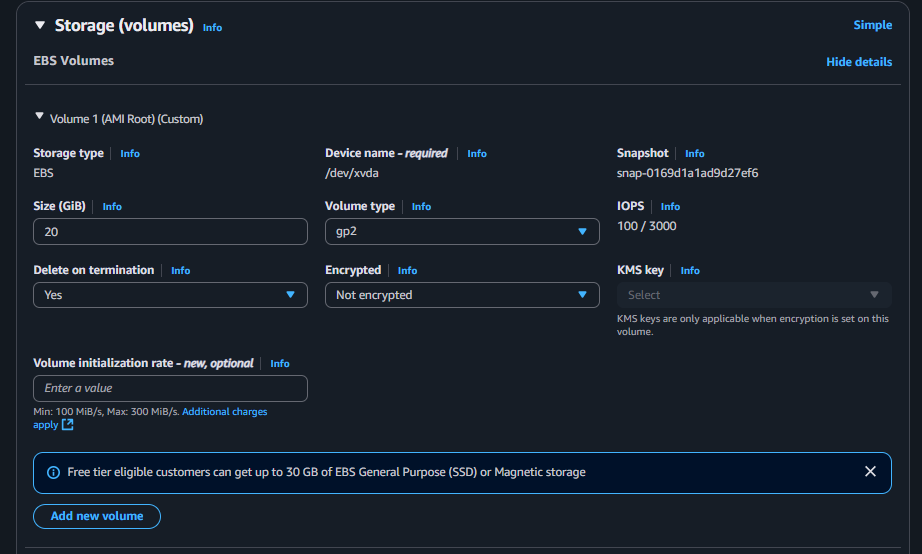 Storage (volumes) Info Simple
EBS Volumes Hide details
Volume 1 (AMI Root) (Custom)
Storage type Info Device name - required Info Snapshot Info
EBS /dev/xvda snap-0169d1a1ad9d27ef6
Size (GiB) Info Volume type Info IOPS Info
20 gp2 100 / 3000
Delete on termination Info Encrypted Info KMS key Info
Yes Not encrypted Select
KMS keys are only applicable when encryption is set on this
volume.
Volume initialization rate - new, optional Info
Enter a value
Min: 100 MiB/s, Max: 300 MiB/s. Additional charges
apply
Free tier eligible customers can get up to 30 GB of EBS General Purpose (SSD) or Magnetic storage
Add new volume